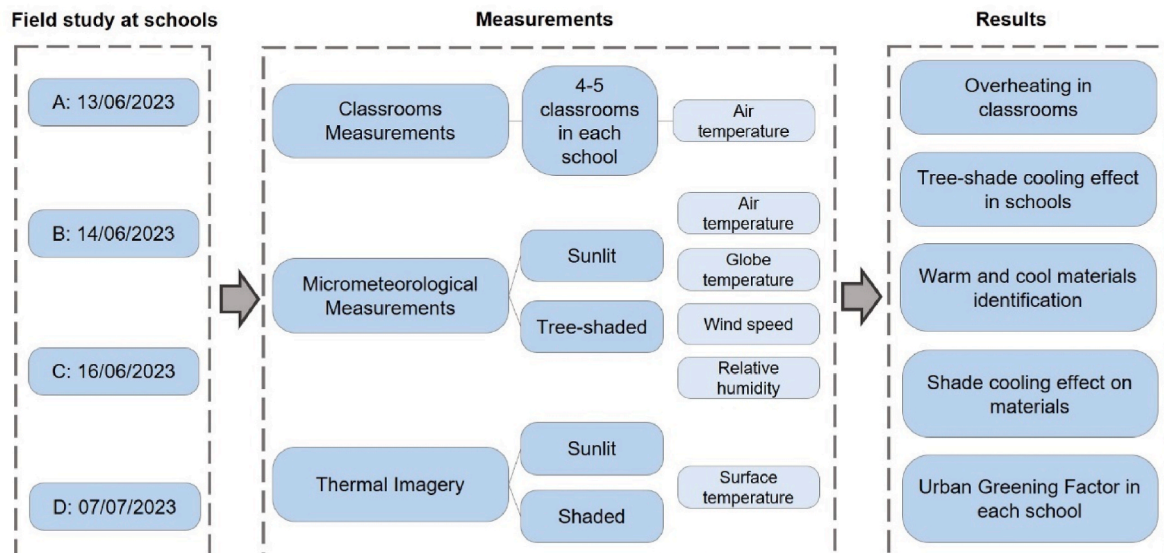 Field study at schools
Measurements
Results
A: 13/06/2023
B: 14/06/2023
C: 16/06/2023
D: 07/07/2023
Classrooms
Measurements
4-5
classrooms
in each
school
Air
temperature
Micrometeorological
Measurements
Sunlit
Tree-shaded
Air
temperature
Globe
temperature
Wind speed
Relative
humidity
Thermal Imagery
Sunlit
Shaded
Surface
temperature
Overheating in
classrooms
Tree-shade cooling effect
in schools
Warm and cool materials
identification
Shade cooling effect on
materials
Urban Greening Factor in
each school